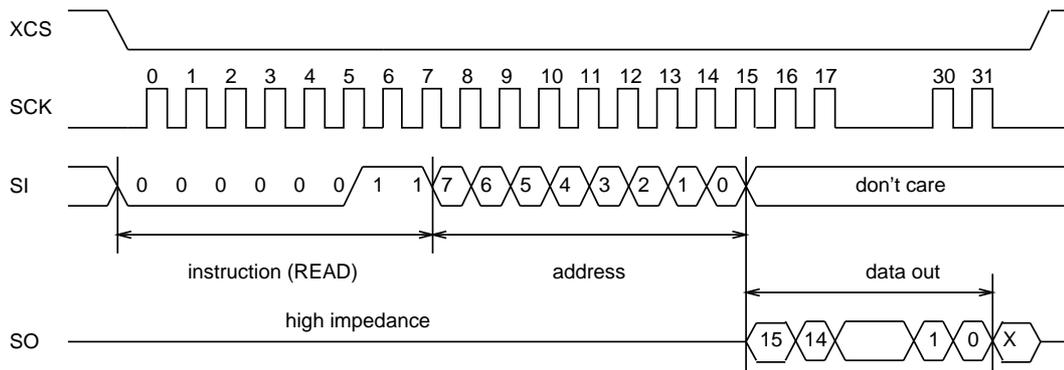 XCS
0 1 2 3 4 5 6 7 8 9 10 11 12 13 14 15 16 17 30 31
SCK
SI 0 0 0 0 0 0 1 1 7 6 5 4 3 2 1 0 don't care
instruction (READ) address data out
high impedance
SO 15 14 1 0 X